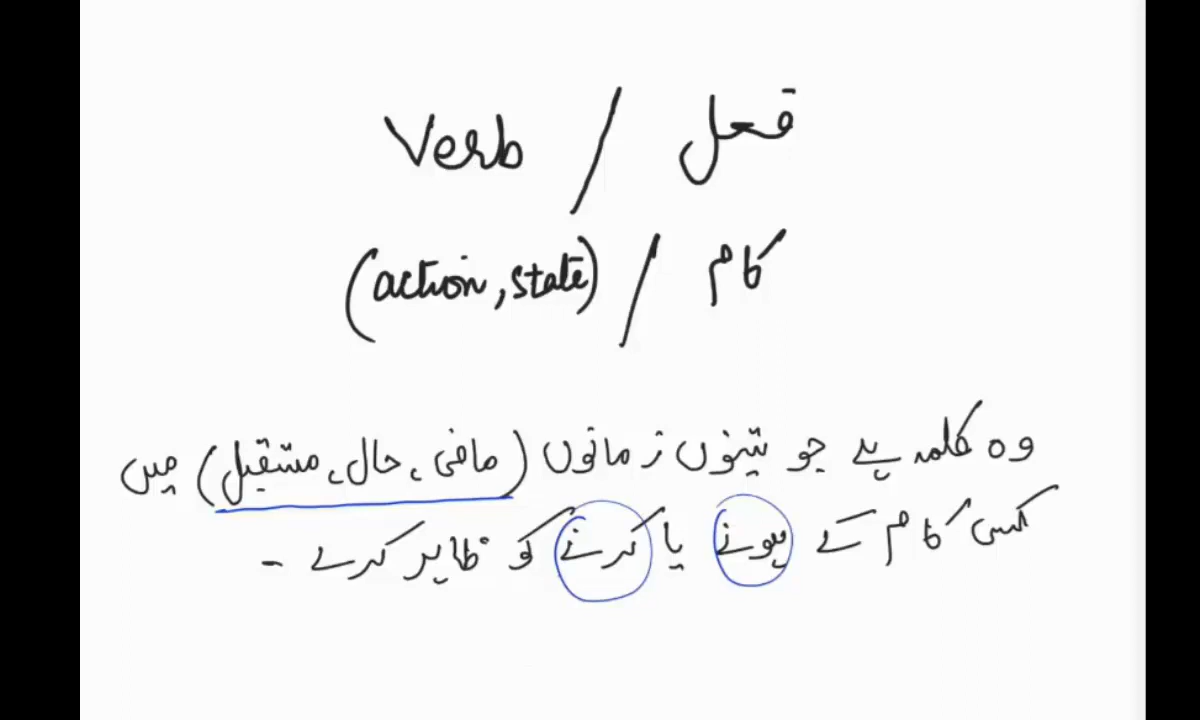 Verb / فعل
(action, state) / کام
وہ کلمہ ہے جو تینوں زمانوں (ماضی، حال، مستقبل) میں
کسی کام کے ہونے یا کرنے کو ظاہر کرے -